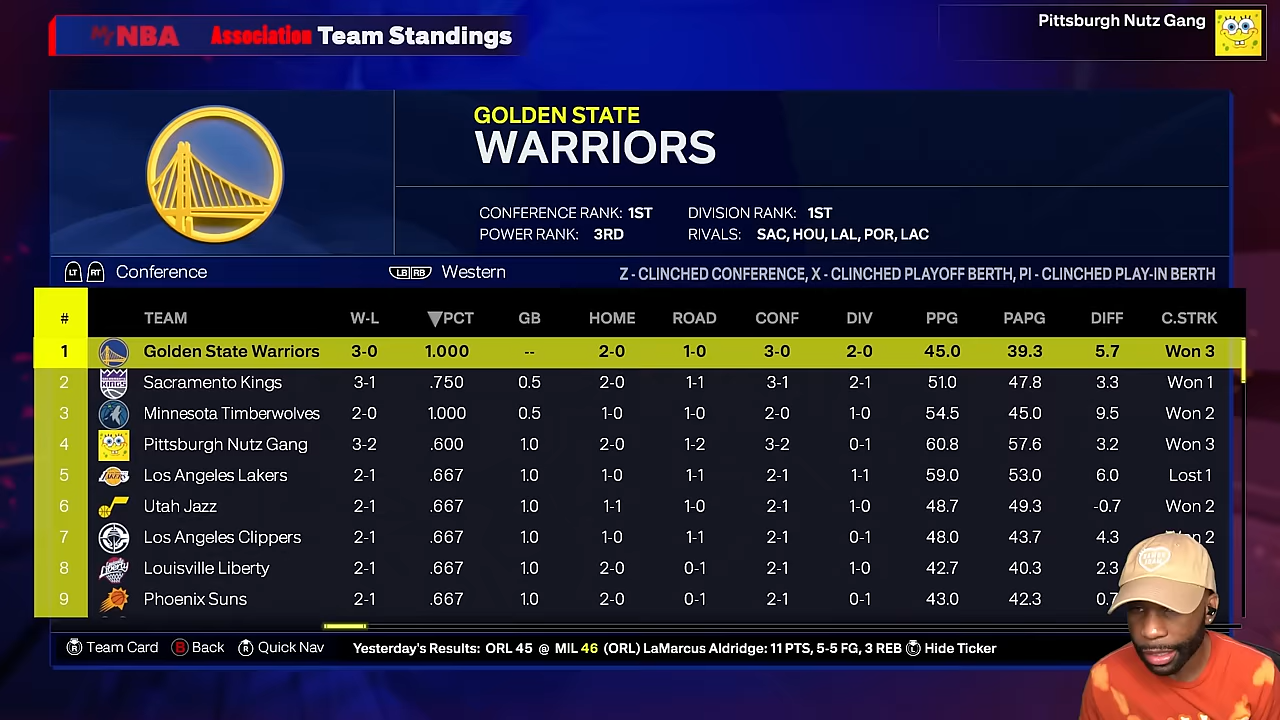 MyNBA Association Team Standings
Pittsburgh Nutz Gang
GOLDEN STATE
WARRIORS
CONFERENCE RANK: 1ST DIVISION RANK: 1ST
POWER RANK: 3RD RIVALS: SAC, HOU, LAL, POR, LAC
LT RT Conference LB RB Western Z - CLINCHED CONFERENCE, X - CLINCHED PLAYOFF BERTH, PI - CLINCHED PLAY-IN BERTH
# TEAM W-L ▼PCT GB HOME ROAD CONF DIV PPG PAPG DIFF C.STRK
1 Golden State Warriors 3-0 1.000 -- 2-0 1-0 3-0 2-0 45.0 39.3 5.7 Won 3
2 Sacramento Kings 3-1 .750 0.5 2-0 1-1 3-1 2-1 51.0 47.8 3.3 Won 1
3 Minnesota Timberwolves 2-0 1.000 0.5 1-0 1-0 2-0 1-0 54.5 45.0 9.5 Won 2
4 Pittsburgh Nutz Gang 3-2 .600 1.0 2-0 1-2 3-2 0-1 60.8 57.6 3.2 Won 3
5 Los Angeles Lakers 2-1 .667 1.0 1-0 1-1 2-1 1-1 59.0 53.0 6.0 Lost 1
6 Utah Jazz 2-1 .667 1.0 1-1 1-0 2-1 1-0 48.7 49.3 -0.7 Won 2
7 Los Angeles Clippers 2-1 .667 1.0 1-0 1-1 2-1 0-1 48.0 43.7 4.3 2
8 Louisville Liberty 2-1 .667 1.0 2-0 0-1 2-1 1-0 42.7 40.3 2.3
9 Phoenix Suns 2-1 .667 1.0 2-0 0-1 2-1 0-1 43.0 42.3 0.7
R Team Card B Back R Quick Nav Yesterday's Results: ORL 45 @ MIL 46 (ORL) LaMarcus Aldridge: 11 PTS, 5-5 FG, 3 REB Hide Ticker